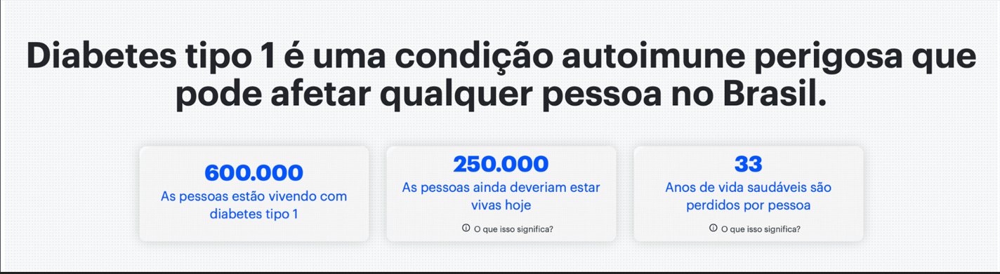 Diabetes tipo 1 é uma condição autoimune perigosa que
pode afetar qualquer pessoa no Brasil.
600.000
As pessoas estão vivendo com
diabetes tipo 1
250.000
As pessoas ainda deveriam estar
vivas hoje
O que isso significa?
33
Anos de vida saudáveis são
perdidos por pessoa
O que isso significa?